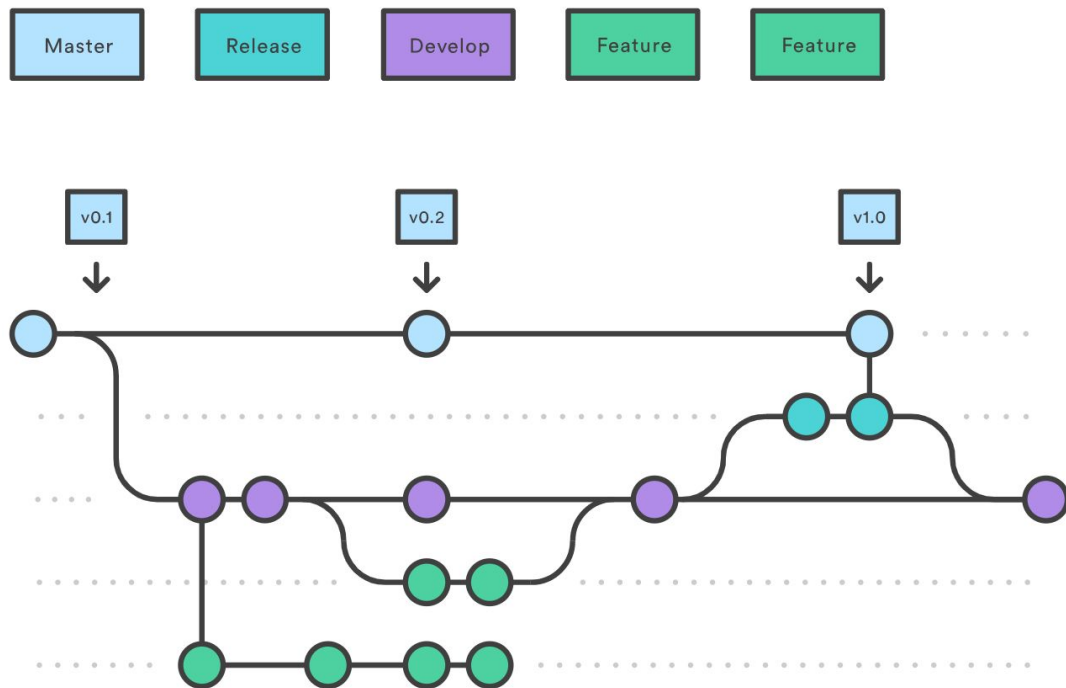 Master
Release
Develop
Feature
Feature
v0.1
v0.2
v1.0